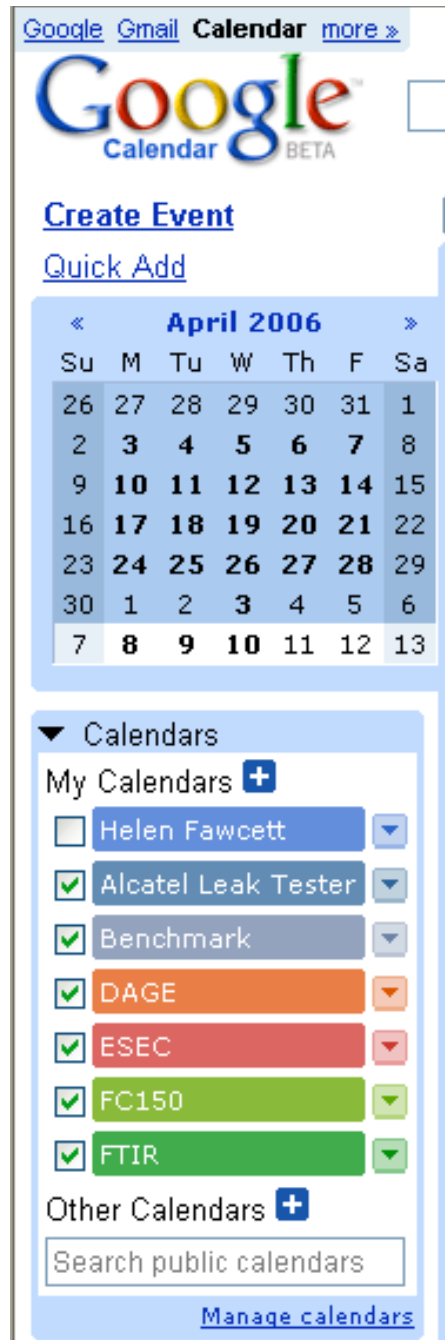 Google Gmail Calendar more »
Google™
Calendar BETA
Create Event
Quick Add
« April 2006 »
Su M Tu W Th F Sa
26 27 28 29 30 31 1
2 3 4 5 6 7 8
9 10 11 12 13 14 15
16 17 18 19 20 21 22
23 24 25 26 27 28 29
30 1 2 3 4 5 6
7 8 9 10 11 12 13
Calendars
My Calendars
Helen Fawcett
Alcatel Leak Tester
Benchmark
DAGE
ESEC
FC150
FTIR
Other Calendars
Search public calendars
Manage calendars